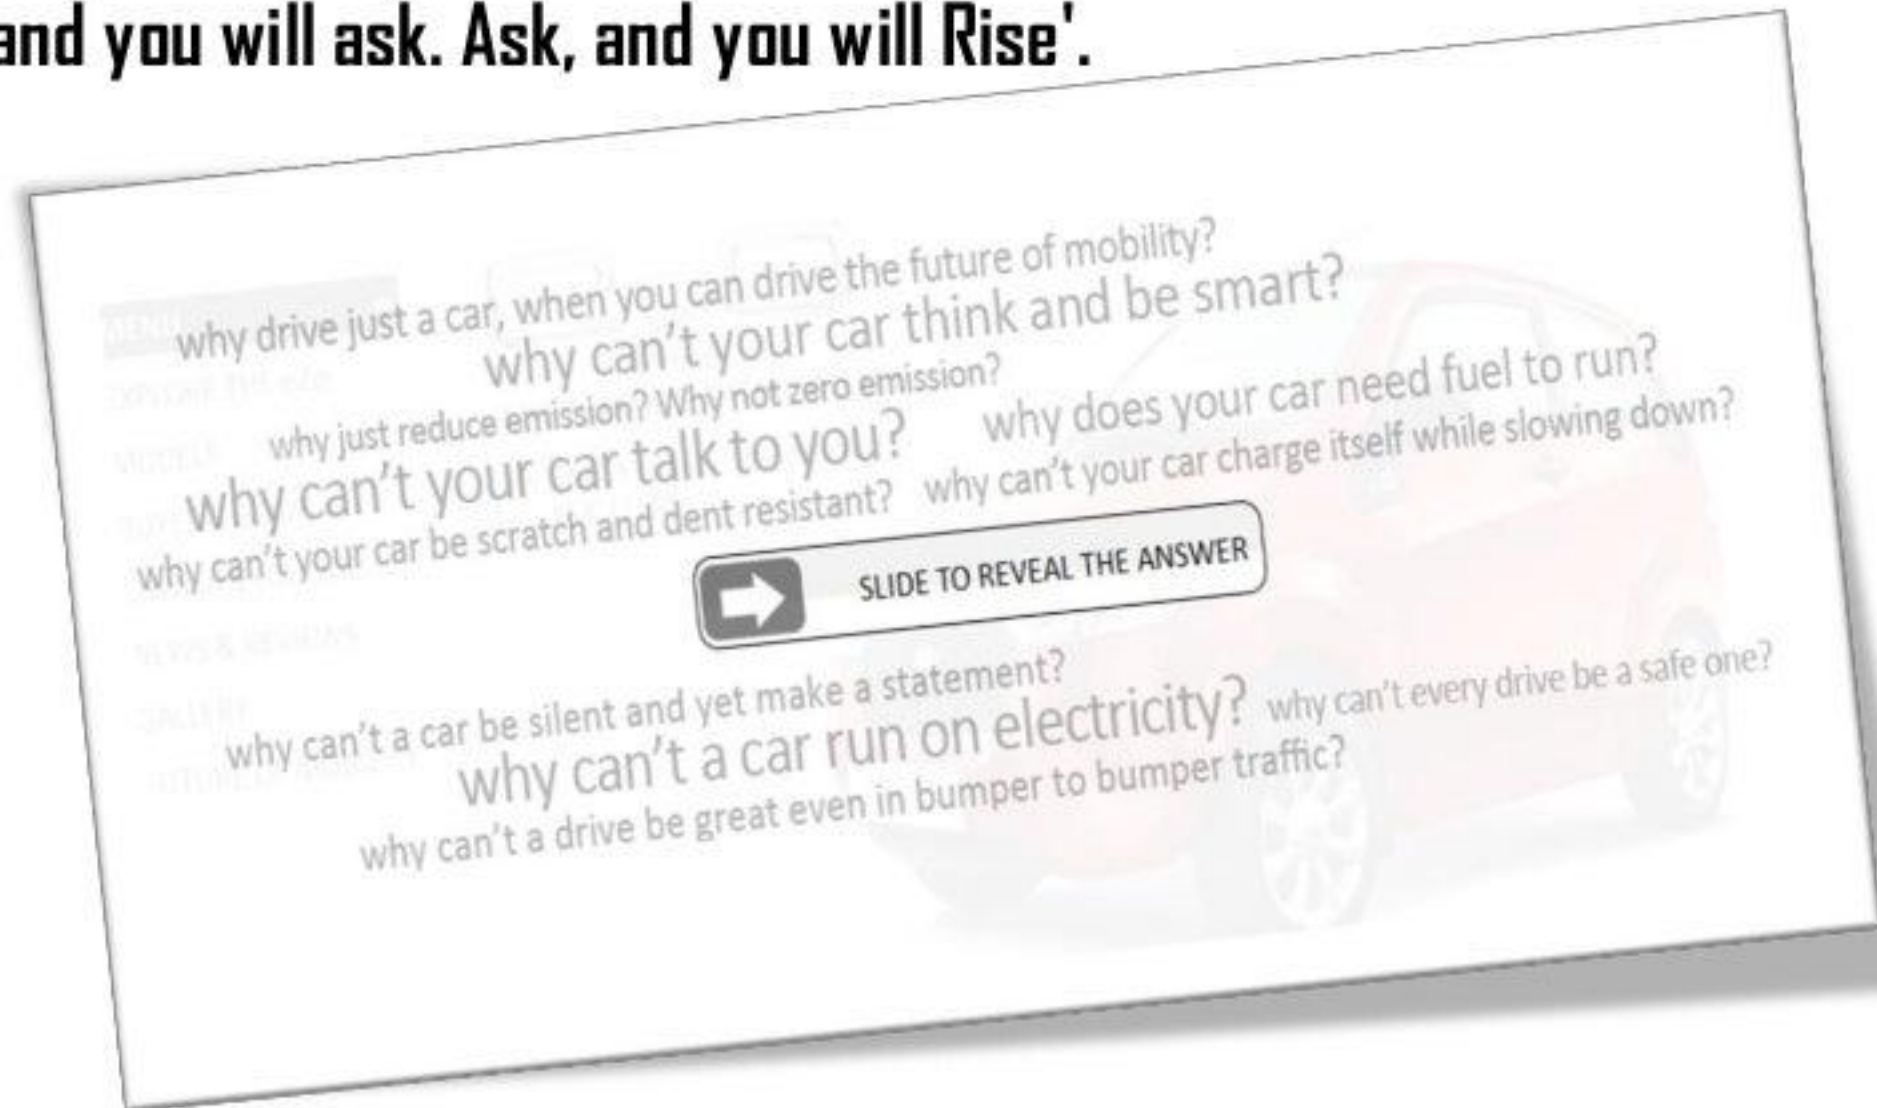 and you will ask. Ask, and you will Rise'.
why drive just a car, when you can drive the future of mobility?
why can't your car think and be smart?
why just reduce emission? Why not zero emission?
why does your car need fuel to run?
why can't your car talk to you?
why can't your car charge itself while slowing down?
why can't your car be scratch and dent resistant?
SLIDE TO REVEAL THE ANSWER
why can't a car be silent and yet make a statement?
why can't a car run on electricity?
why can't every drive be a safe one?
why can't a drive be great even in bumper to bumper traffic?
MENU
NEWS & REVIEWS
GALLERY